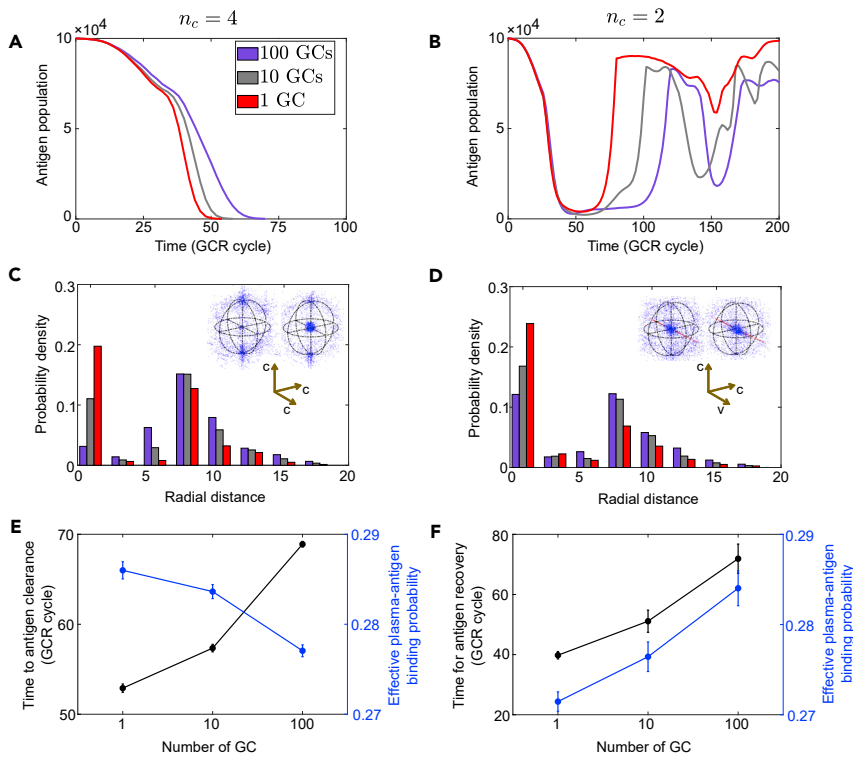 n_c = 4
n_c = 2
A
×10⁴
10
5
0
Antigen population
0 25 50 75 100
Time (GCR cycle)
100 GCs
10 GCs
1 GC
B
×10⁴
10
5
0
Antigen population
0 50 100 150 200
Time (GCR cycle)
C
0.3
0.2
0.1
0
Probability density
0 5 10 15 20
Radial distance
c
c
c
D
0.3
0.2
0.1
0
Probability density
0 5 10 15 20
Radial distance
c
c
v
E
70
60
50
Time to antigen clearance
(GCR cycle)
0.29
0.28
0.27
Effective plasma-antigen
binding probability
1 10 100
Number of GC
F
80
60
40
20
Time for antigen recovery
(GCR cycle)
0.29
0.28
0.27
Effective plasma-antigen
binding probability
1 10 100
Number of GC